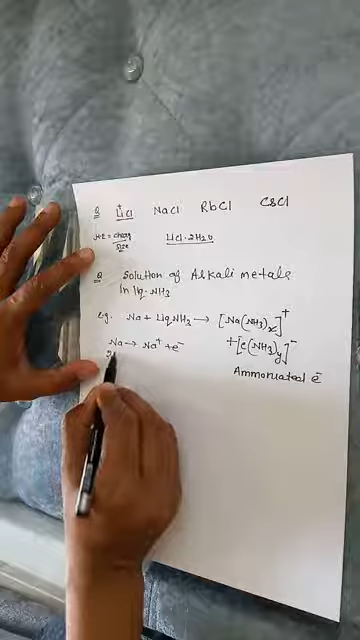 Q LiCl⁺ NaCl RbCl CsCl
H·E = charge/size LiCl·2H2O
Q Solution of Alkali metals
in liq·NH3
eg. Na + Liq NH3 → [Na(NH3)x]⁺
+[e(NH3)y]⁻
Na → Na⁺ + e⁻
Ammoniated e⁻